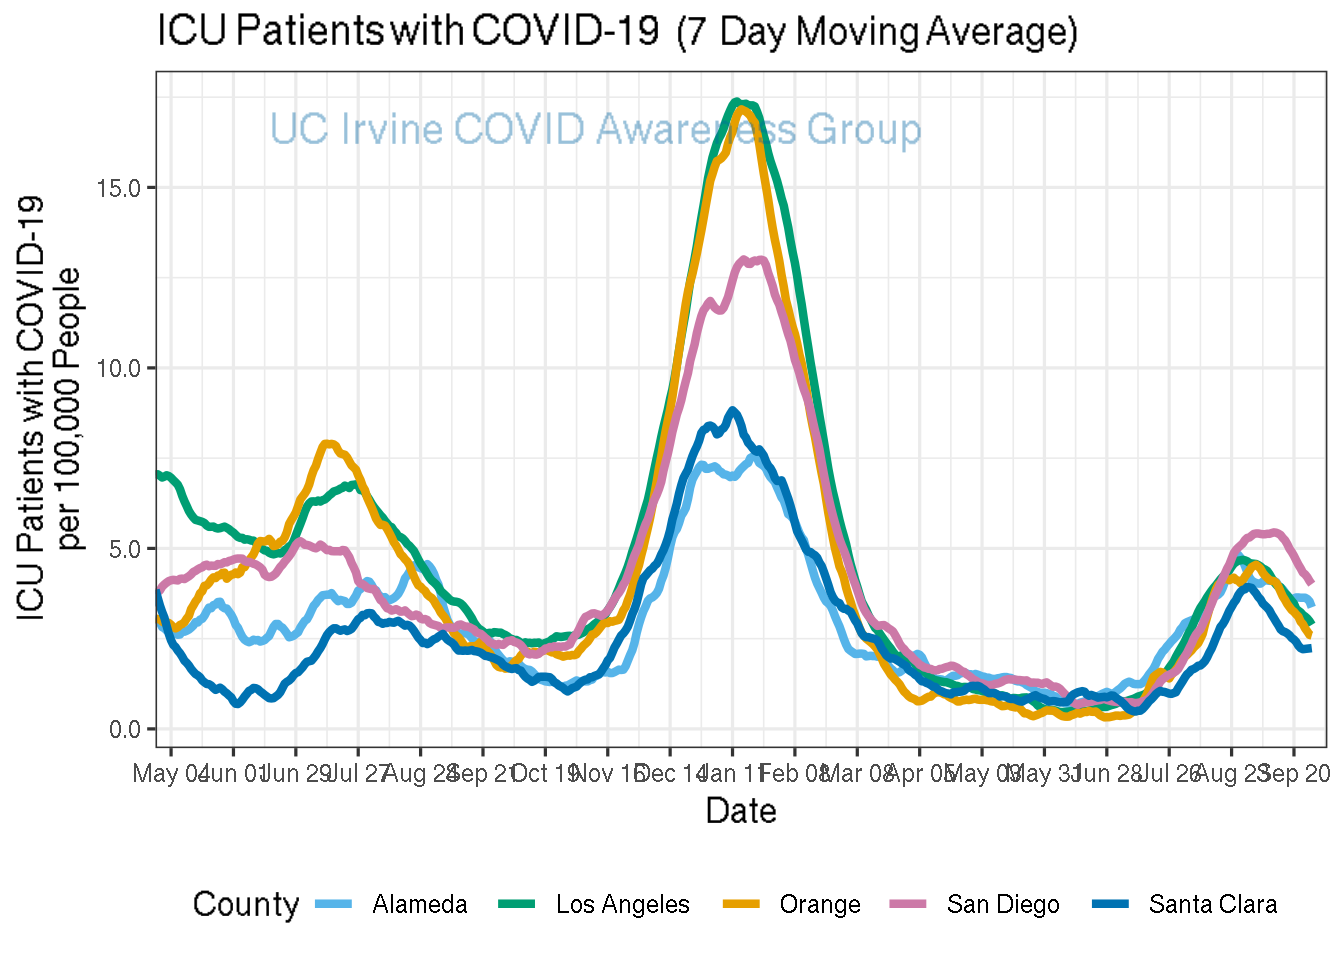 ICU Patients with COVID-19 (7 Day Moving Average)
UC Irvine COVID Awareness Group
ICU Patients with COVID-19
per 100,000 People
15.0
10.0
5.0
0.0
May 04 Jun 01 Jun 29 Jul 27 Aug 24 Sep 21 Oct 19 Nov 16 Dec 14 Jan 11 Feb 08 Mar 08 Apr 05 May 03 May 31 Jun 28 Jul 26 Aug 23 Sep 20
Date
County Alameda Los Angeles Orange San Diego Santa Clara